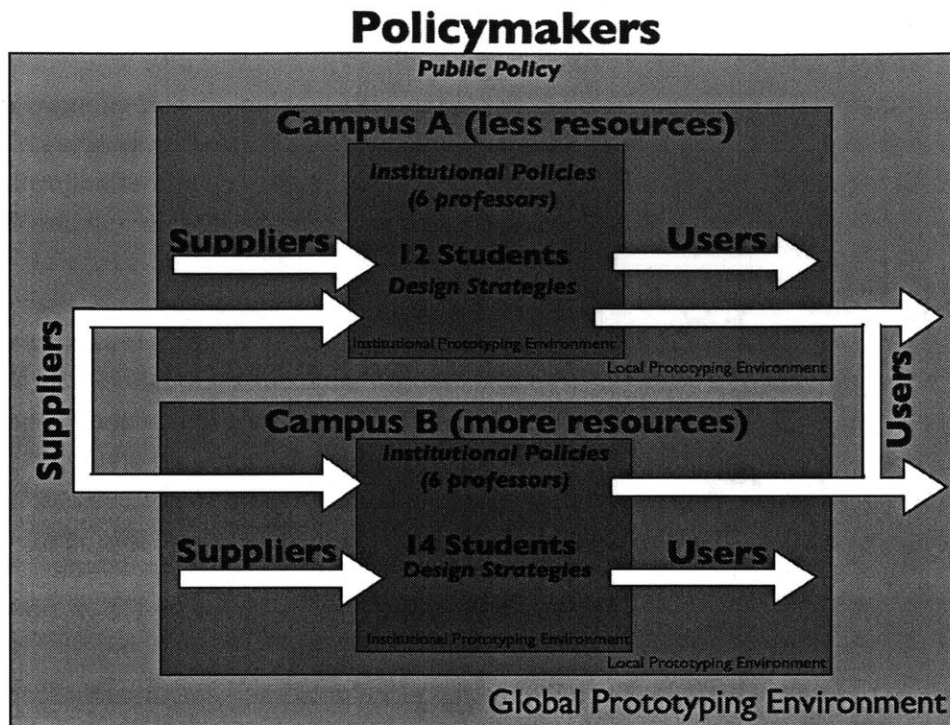 Policymakers
Public Policy
Campus A (less resources)
Institutional Policies
(6 professors)
Suppliers
12 Students
Design Strategies
Users
Institutional Prototyping Environment
Local Prototyping Environment
Suppliers
Users
Campus B (more resources)
Institutional Policies
(6 professors)
Suppliers
14 Students
Design Strategies
Users
Institutional Prototyping Environment
Local Prototyping Environment
Global Prototyping Environment